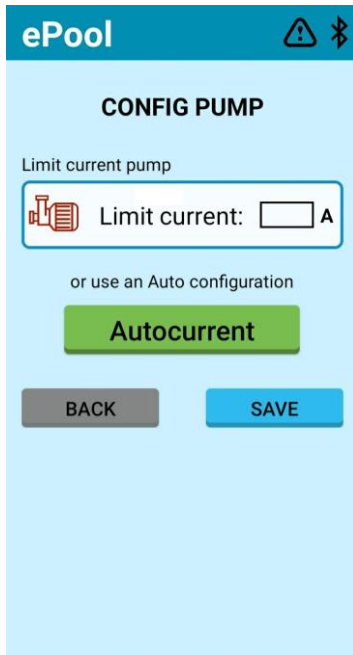 ePool
CONFIG PUMP
Limit current pump
Limit current: A
or use an Auto configuration
Autocurrent
BACK SAVE